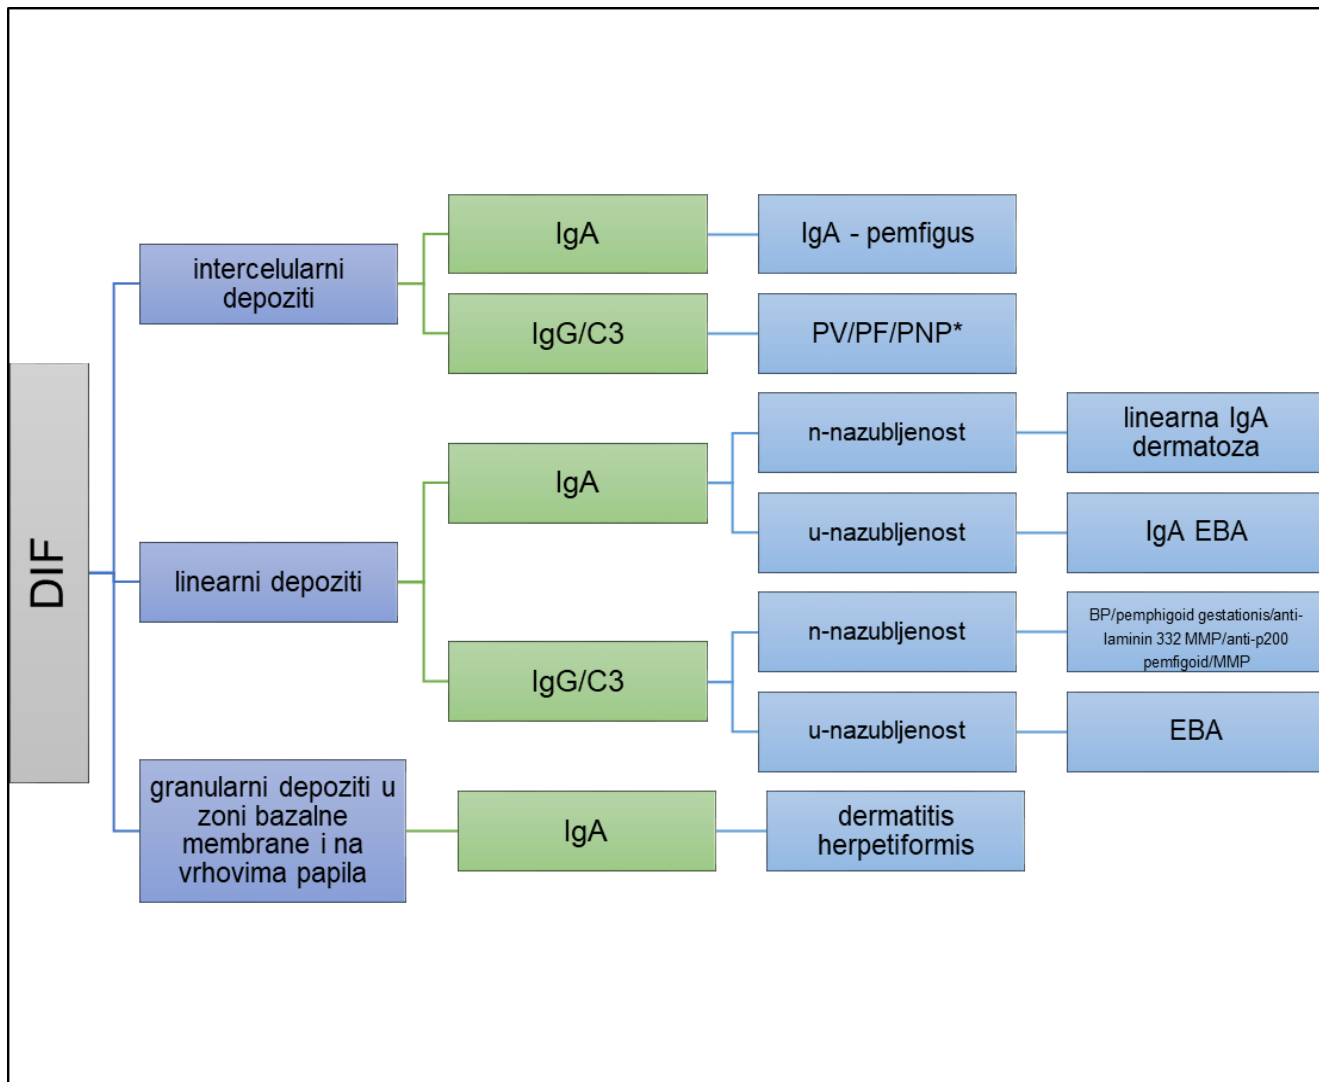 DIF
intercelularni
depoziti
IgA
IgA - pemfigus
IgG/C3
PV/PF/PNP*
linearni depoziti
IgA
n-nazubljenost
linearna IgA
dermatoza
u-nazubljenost
IgA EBA
IgG/C3
n-nazubljenost
BP/pemphigoid gestationis/anti-
laminin 332 MMP/anti-p200
pemfigoid/MMP
u-nazubljenost
EBA
granularni depoziti u
zoni bazalne
membrane i na
vrhovima papila
IgA
dermatitis
herpetiformis